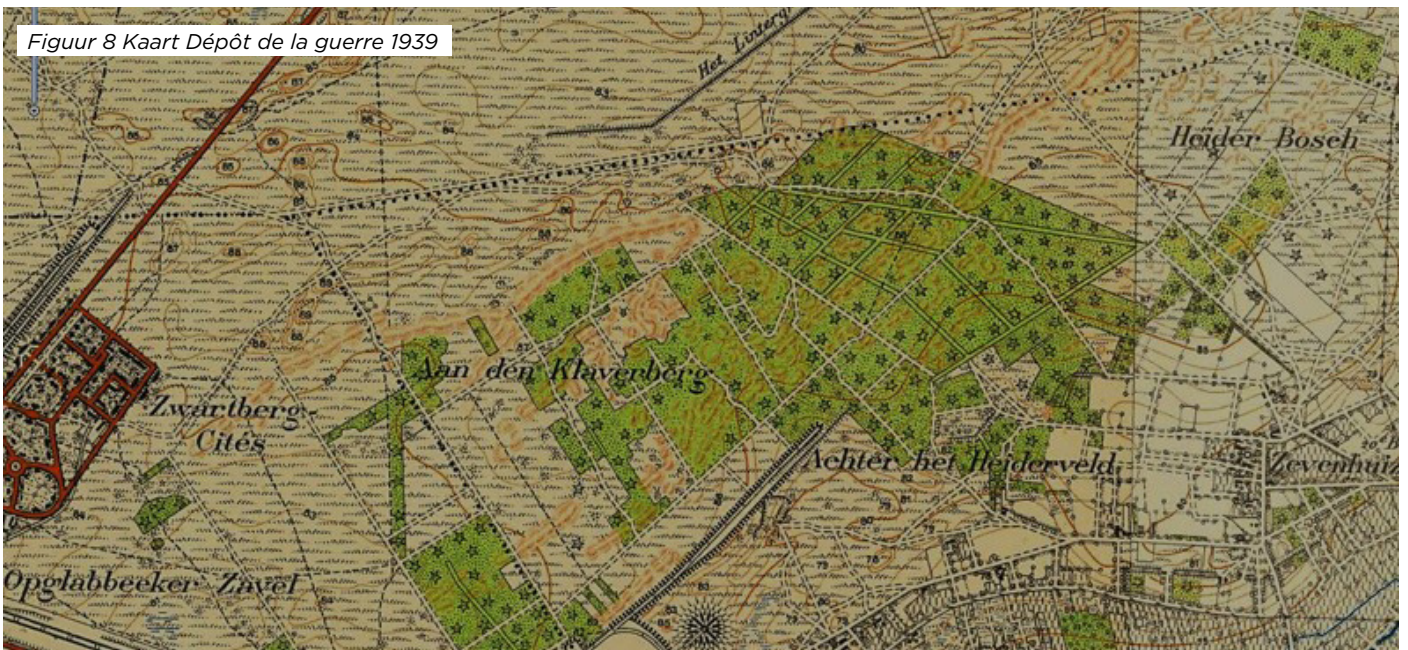 Figuur 8 Kaart Dépôt de la guerre 1939
Het Linterg
Heider Bosch
Aan den Klaverberg
Zwartberg-
Cités
Achter het Heiderveld
Zevenhuiz
Opglabbeeker Zavel